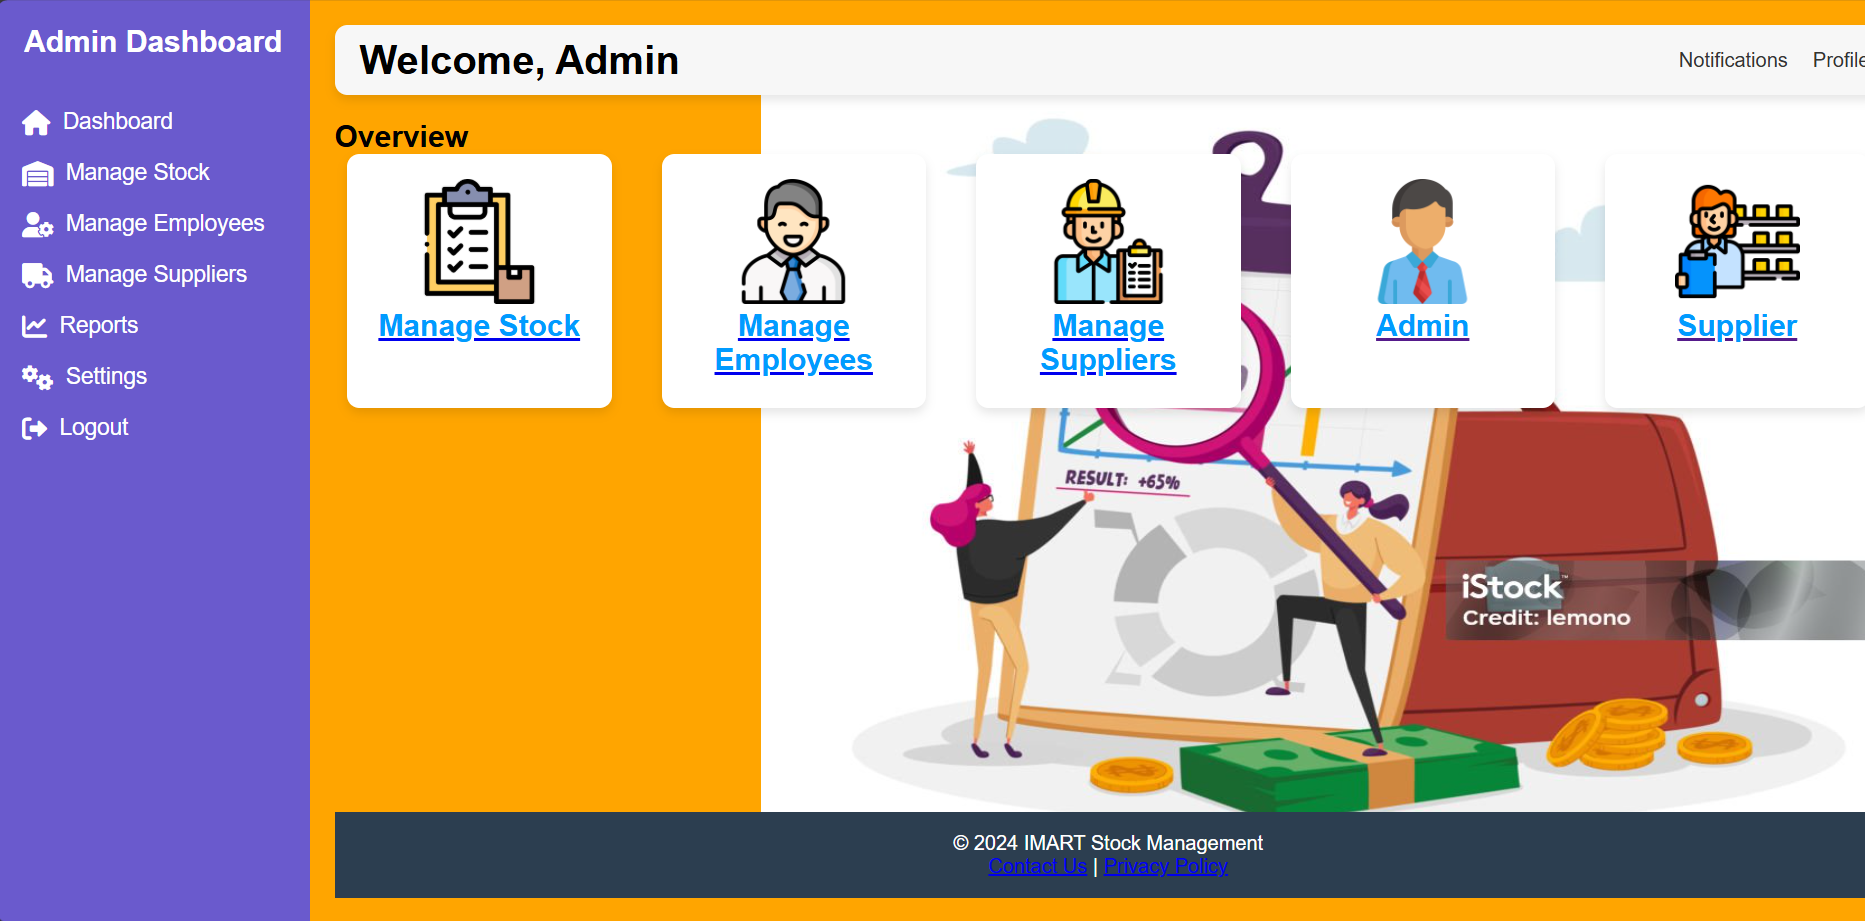 Admin Dashboard
Dashboard
Manage Stock
Manage Employees
Manage Suppliers
Reports
Settings
Logout
Welcome, Admin
Notifications
Profile
Overview
Manage Stock
Manage
Employees
Manage
Suppliers
Admin
Supplier
RESULT: +65%
iStock™
Credit: lemono
© 2024 IMART Stock Management
Contact Us | Privacy Policy